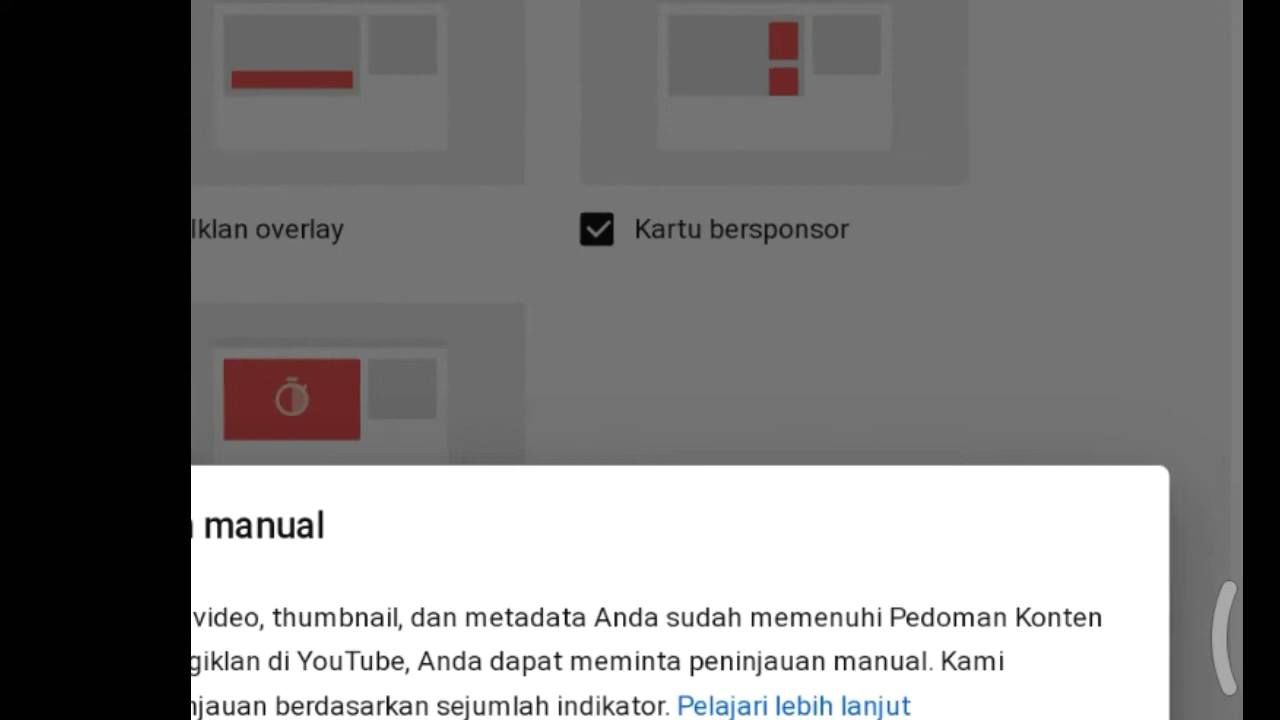 Iklan overlay
Kartu bersponsor
manual
video, thumbnail, dan metadata Anda sudah memenuhi Pedoman Konten
giklan di YouTube, Anda dapat meminta peninjauan manual. Kami
njauan berdasarkan sejumlah indikator. Pelajari lebih lanjut